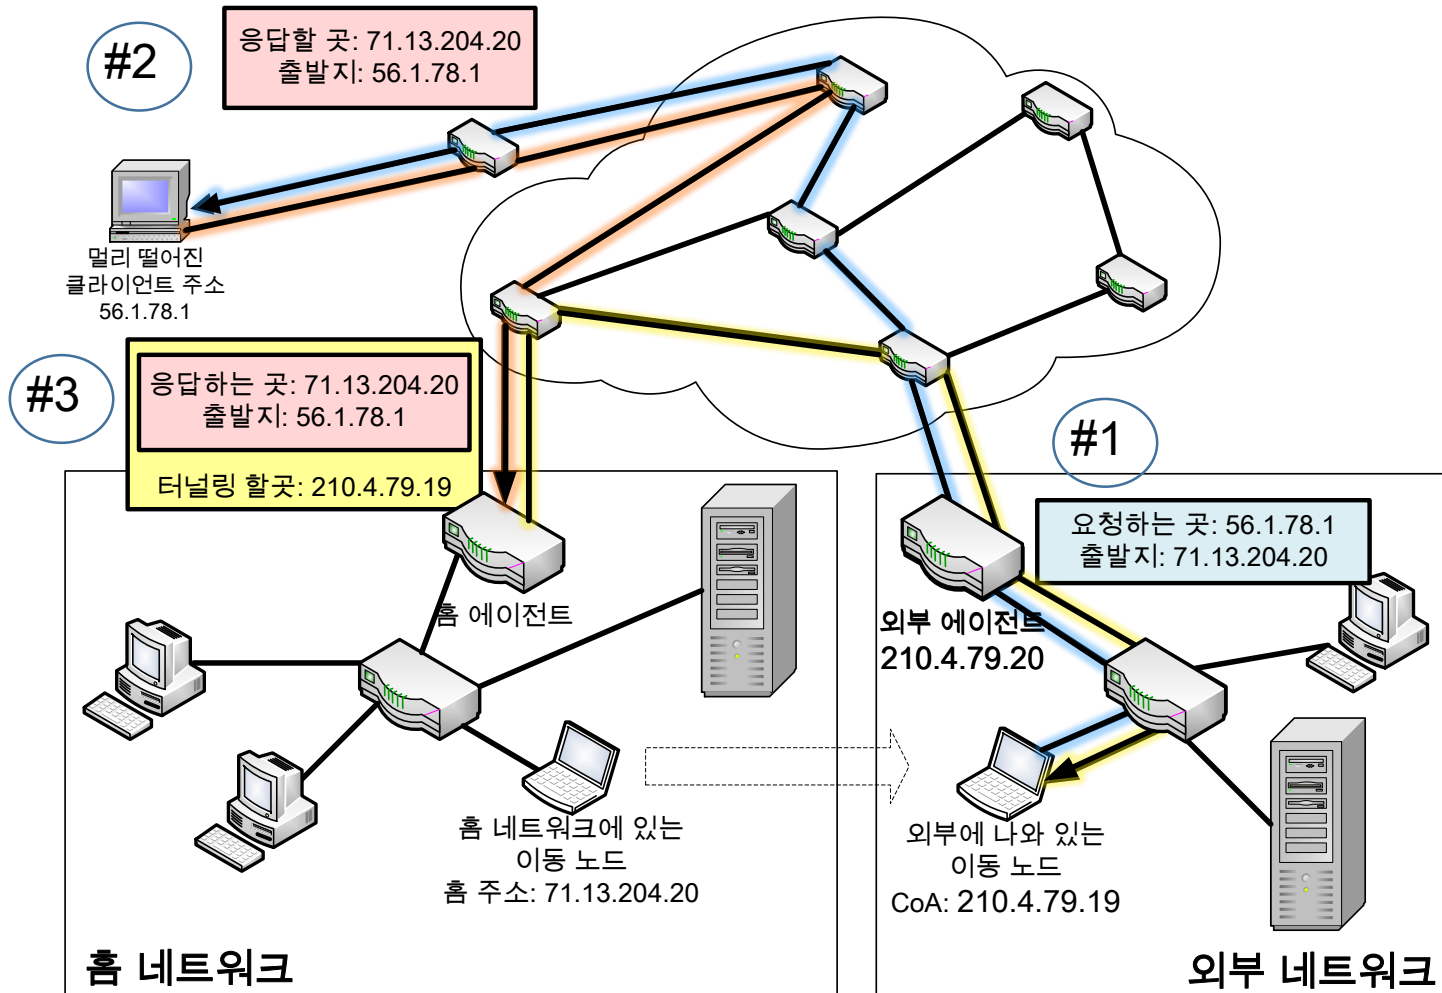 #2
응답할 곳: 71.13.204.20
출발지: 56.1.78.1
멀리 떨어진
클라이언트 주소
56.1.78.1
#3
응답하는 곳: 71.13.204.20
출발지: 56.1.78.1
터널링 할곳: 210.4.79.19
#1
요청하는 곳: 56.1.78.1
출발지: 71.13.204.20
홈 에이전트
외부 에이전트
210.4.79.20
홈 네트워크에 있는
이동 노드
홈 주소: 71.13.204.20
외부에 나와 있는
이동 노드
CoA: 210.4.79.19
홈 네트워크
외부 네트워크